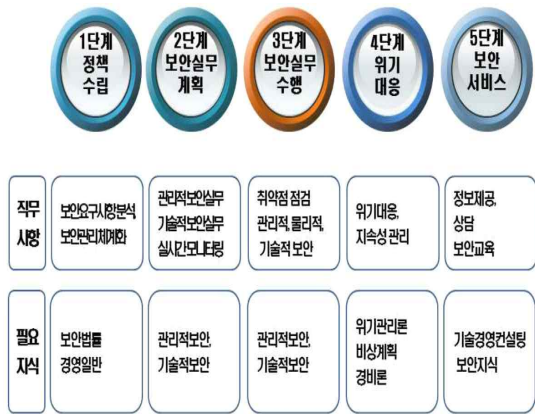 1단계
정책
수립
2단계
보안실무
계획
3단계
보안실무
수행
4단계
위기
대응
5단계
보안
서비스
직무
사항
보안요구사항분석,
보안관리체계화
관리적보안실무
기술적보안실무
실시간모니터링
취약점 점검
관리적, 물리적,
기술적 보안
위기대응,
지속성 관리
정보제공,
상담
보안교육
필요
지식
보안법률
경영일반
관리적보안,
기술적보안
관리적보안,
기술적보안
위기관리론
비상계획
경비론
기술경영컨설팅
보안지식